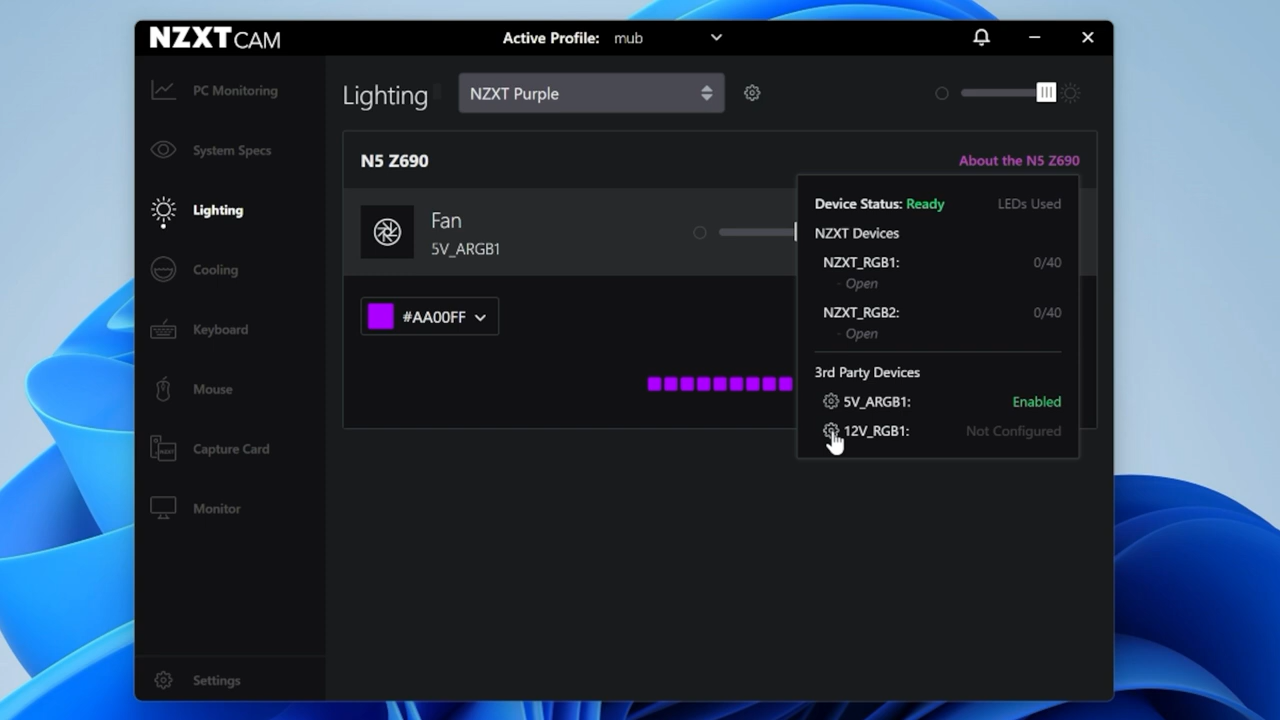 NZXT CAM
Active Profile: mub
PC Monitoring
System Specs
Lighting
Cooling
Keyboard
Mouse
Capture Card
Monitor
Settings
Lighting
NZXT Purple
N5 Z690
About the N5 Z690
Fan
5V_ARGB1
#AA00FF
Device Status: Ready LEDs Used
NZXT Devices
NZXT_RGB1: 0/40
- Open
NZXT_RGB2: 0/40
- Open
3rd Party Devices
5V_ARGB1: Enabled
12V_RGB1: Not Configured